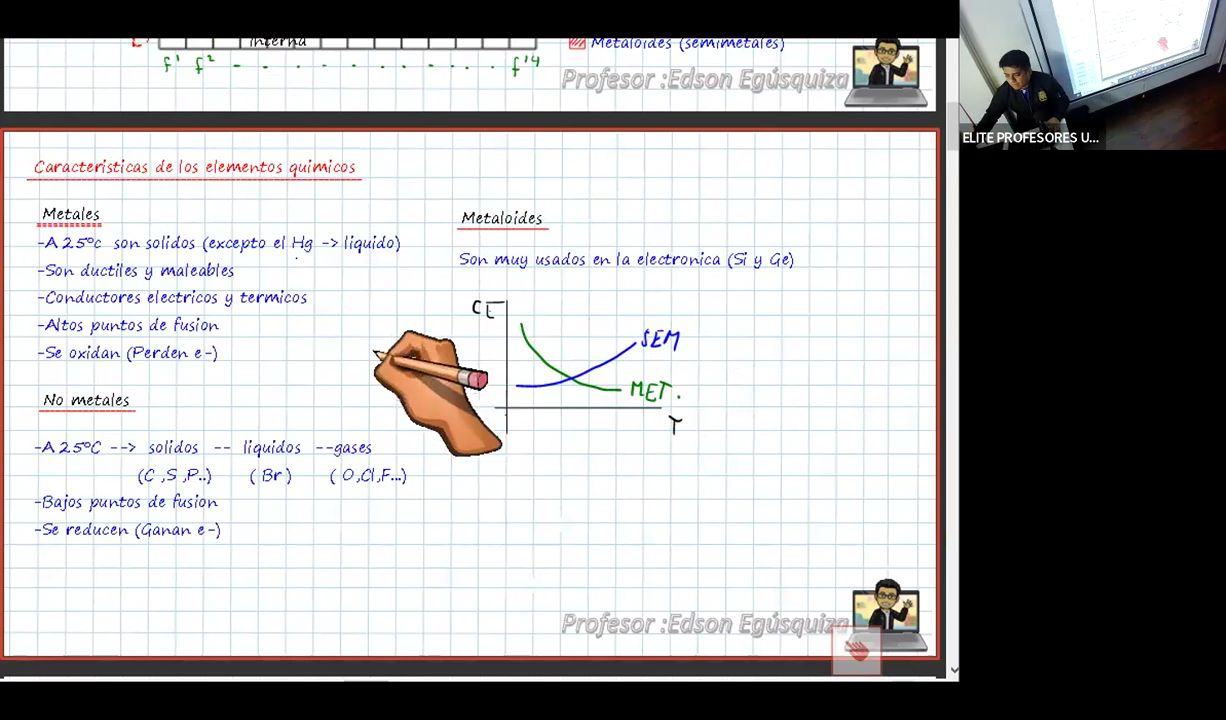 interna
f¹ f² - . - . . . . . . . f¹⁴
Metaloides (semimetales)
Profesor :Edson Egúsquiza
ELITE PROFESORES U...
Caracteristicas de los elementos quimicos
Metales
-A 25°c son solidos (excepto el Hg -> liquido)
-Son ductiles y maleables
-Conductores electricos y termicos
-Altos puntos de fusion
-Se oxidan (Perden e-)
No metales
-A 25°C --> solidos -- liquidos --gases
(C ,S ,P..) ( Br ) ( O,Cl,F...)
-Bajos puntos de fusion
-Se reducen (Ganan e-)
Metaloides
Son muy usados en la electronica (Si y Ge)
CE
SEM
MET.
T
Profesor :Edson Egúsquiza